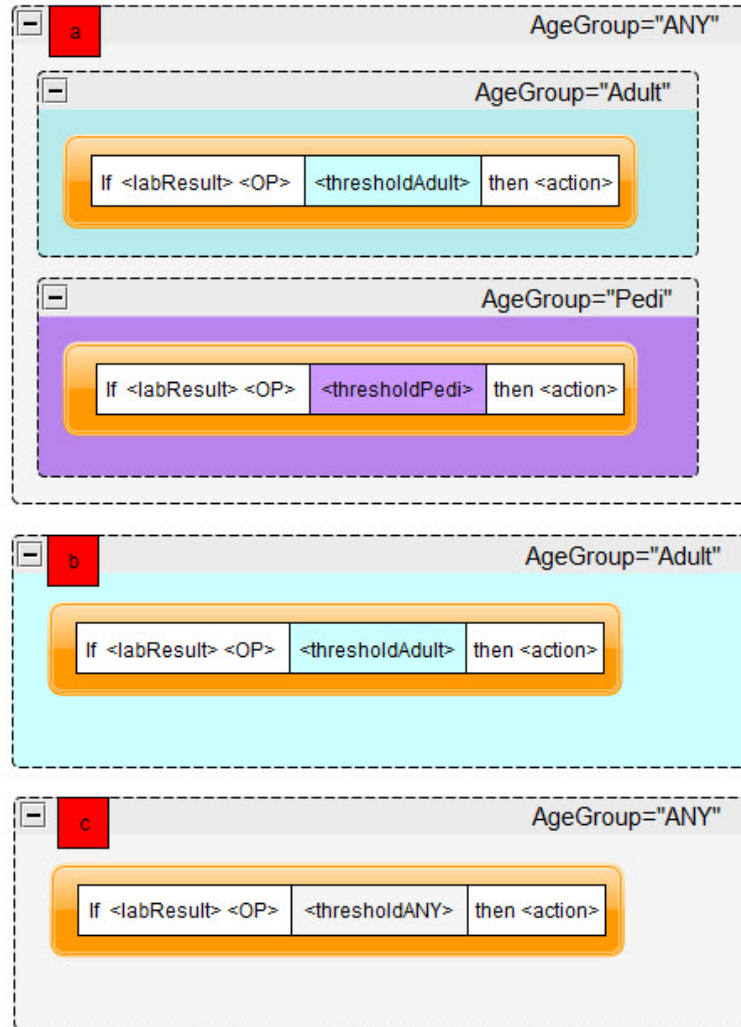 a AgeGroup="ANY"
AgeGroup="Adult"
If <labResult> <OP> <thresholdAdult> then <action>
AgeGroup="Pedi"
If <labResult> <OP> <thresholdPedi> then <action>
b AgeGroup="Adult"
If <labResult> <OP> <thresholdAdult> then <action>
c AgeGroup="ANY"
If <labResult> <OP> <thresholdANY> then <action>